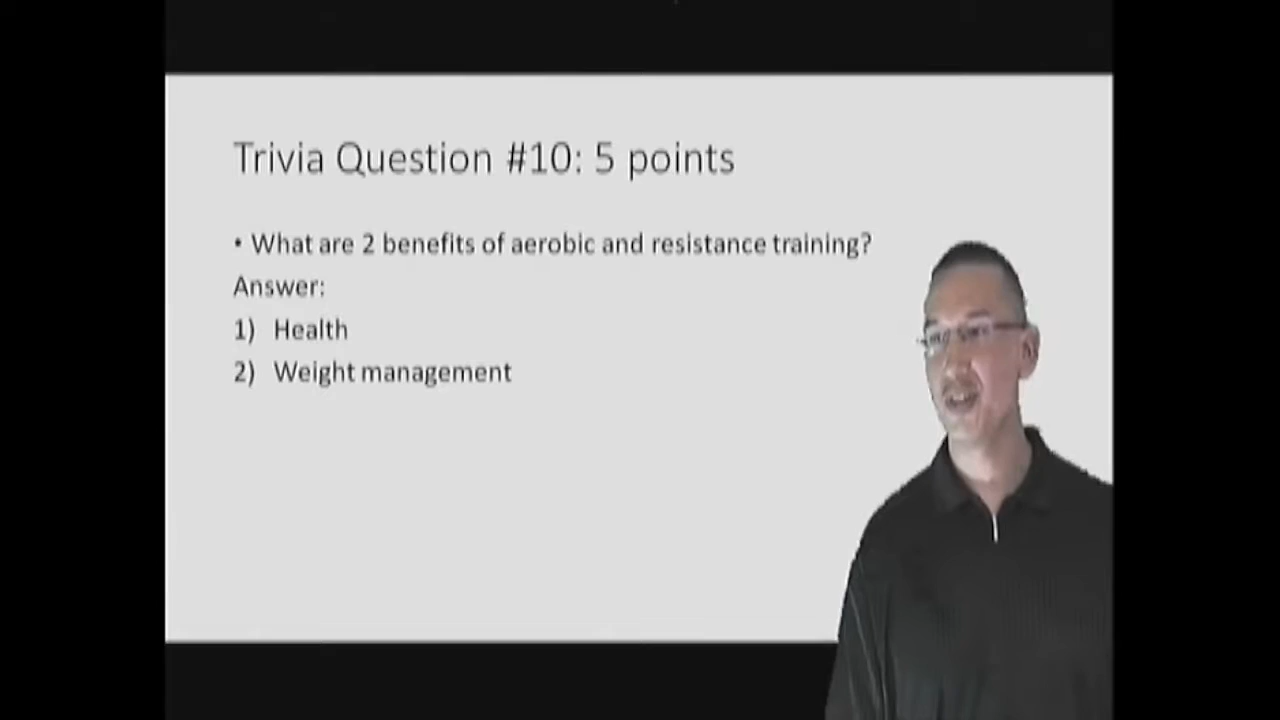 Trivia Question #10: 5 points
• What are 2 benefits of aerobic and resistance training?
Answer:
1) Health
2) Weight management